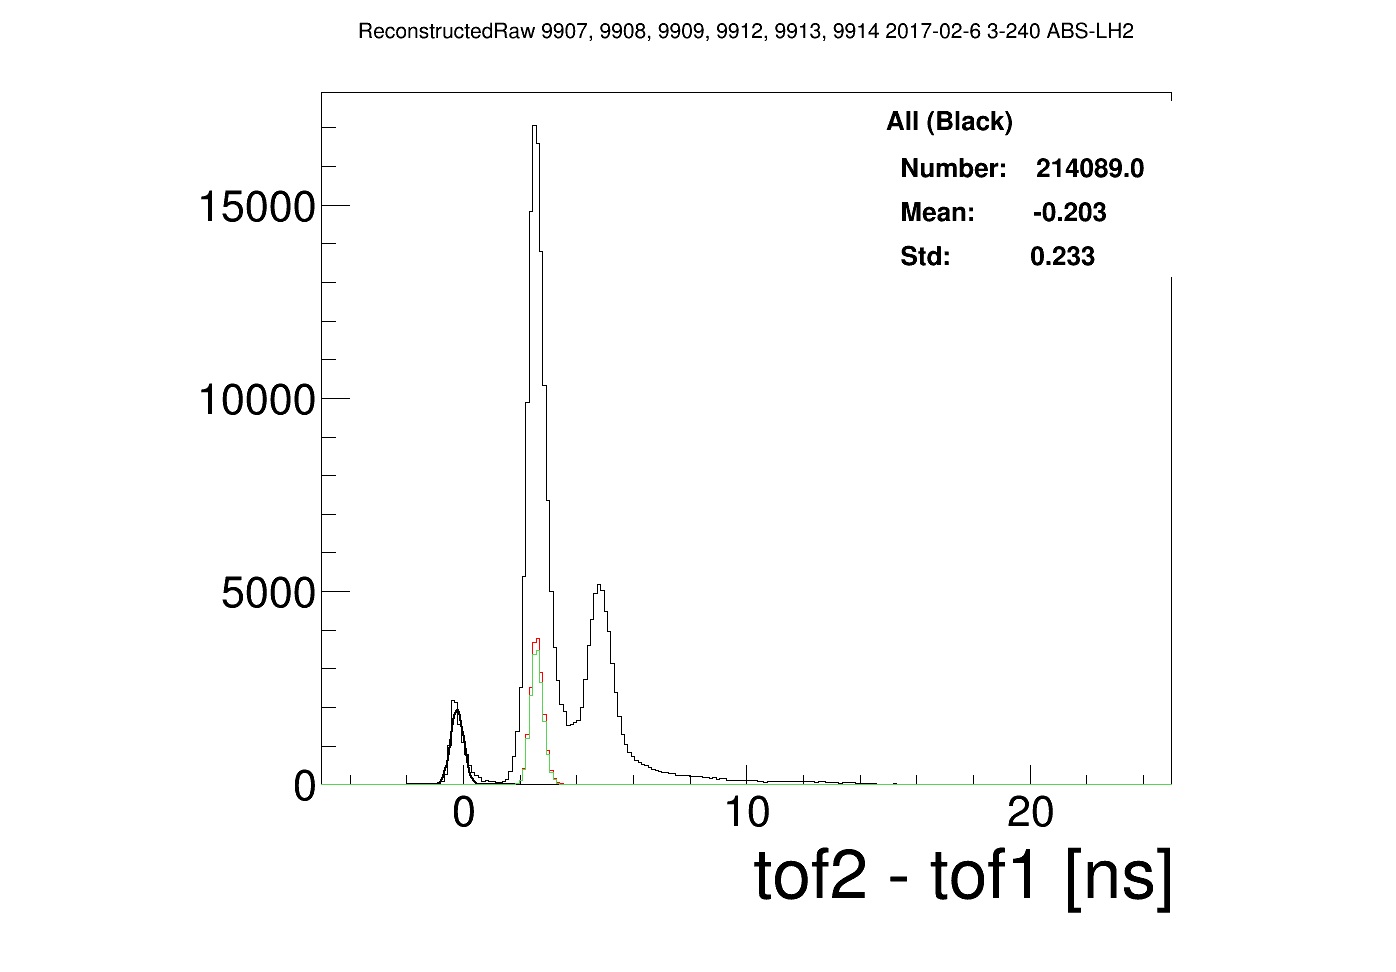 ReconstructedRaw 9907, 9908, 9909, 9912, 9913, 9914 2017-02-6 3-240 ABS-LH2
All (Black)
Number: 214089.0
Mean: -0.203
Std: 0.233
15000
10000
5000
0
0 10 20
tof2 - tof1 [ns]